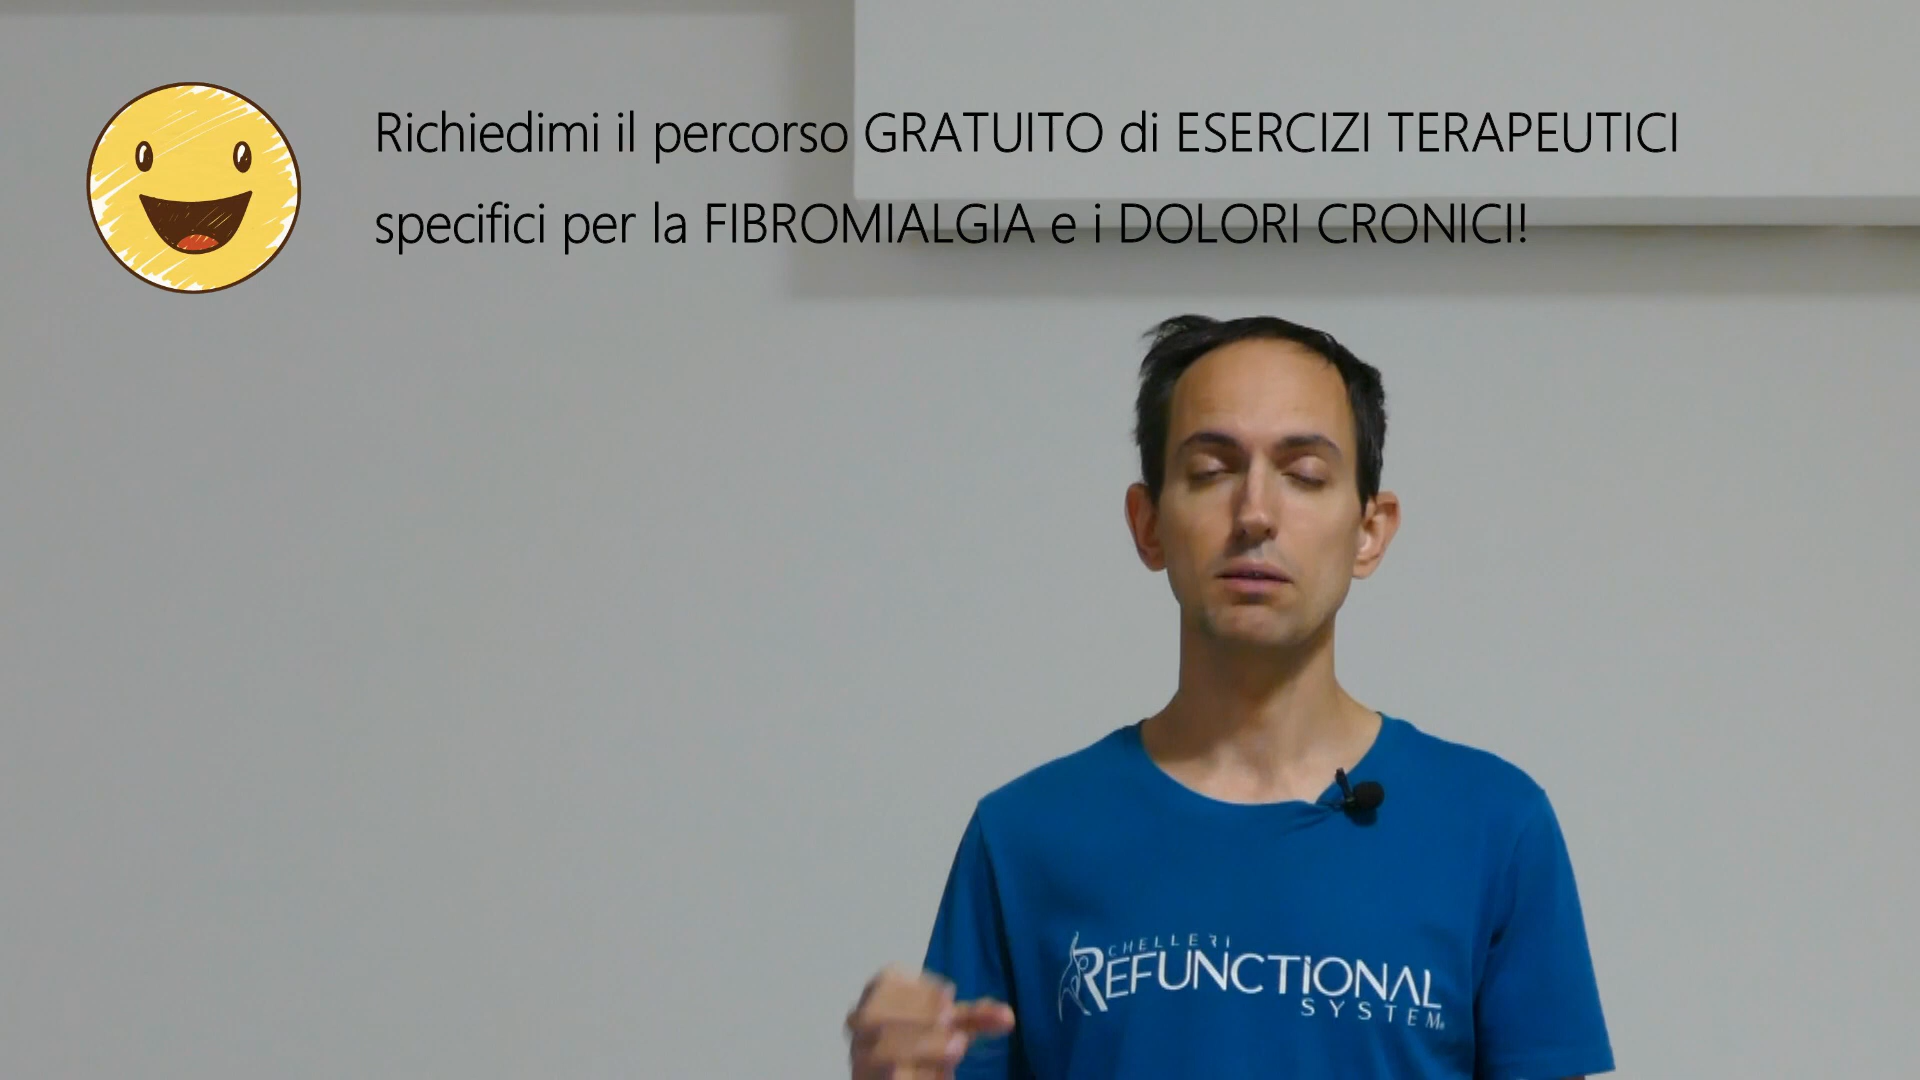 Richiedimi il percorso GRATUITO di ESERCIZI TERAPEUTICI
specifici per la FIBROMIALGIA e i DOLORI CRONICI!
CHELLERI
REFUNCTIONAL
SYSTEM